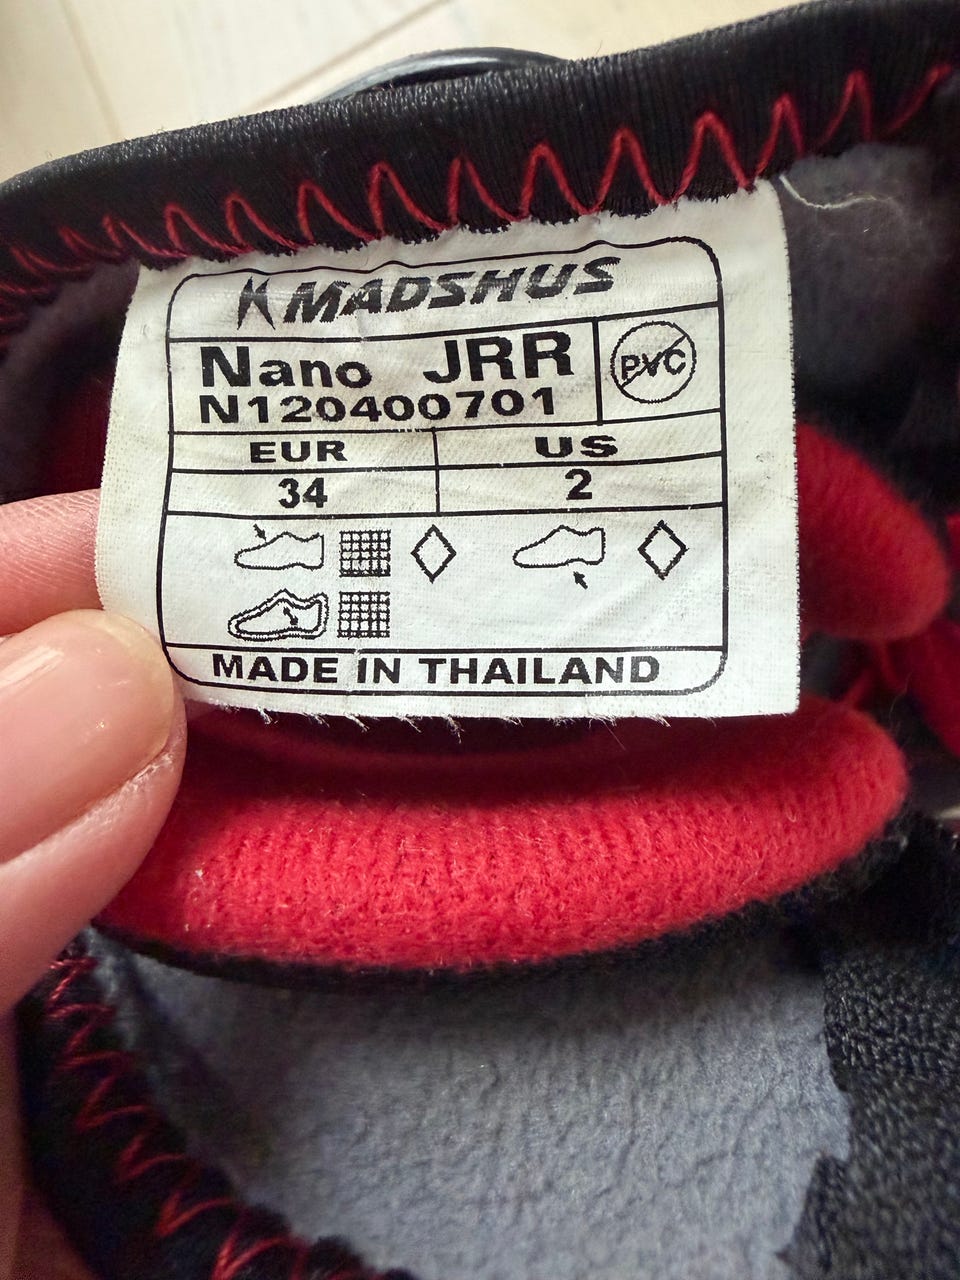 MADSHUS
Nano JRR
N120400701
PVC
EUR US
34 2
MADE IN THAILAND